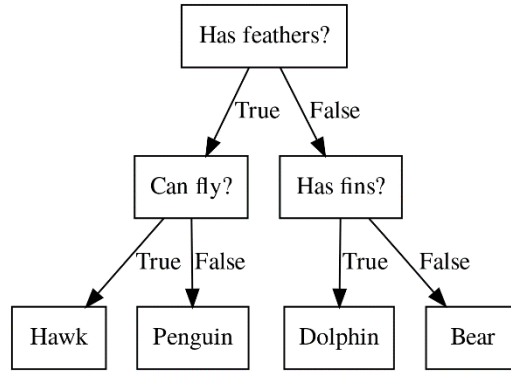 Has feathers?
True False
Can fly? Has fins?
True False True False
Hawk Penguin Dolphin Bear